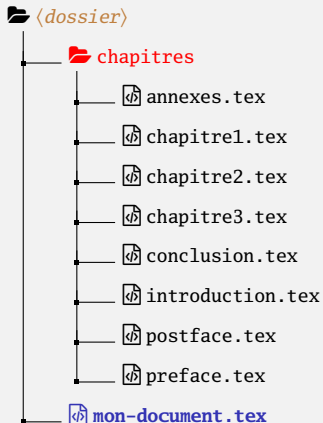 ⟨dossier⟩
chapitres
annexes.tex
chapitre1.tex
chapitre2.tex
chapitre3.tex
conclusion.tex
introduction.tex
postface.tex
preface.tex
mon-document.tex